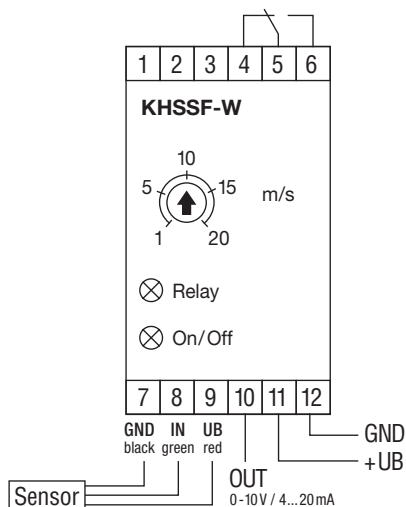 1 2 3 4 5 6
KHSSF-W
10
5 15 m/s
1 20
Relay
On/Off
7 8 9 10 11 12
GND IN UB GND
black green red
+UB
OUT
Sensor 0-10V / 4...20mA